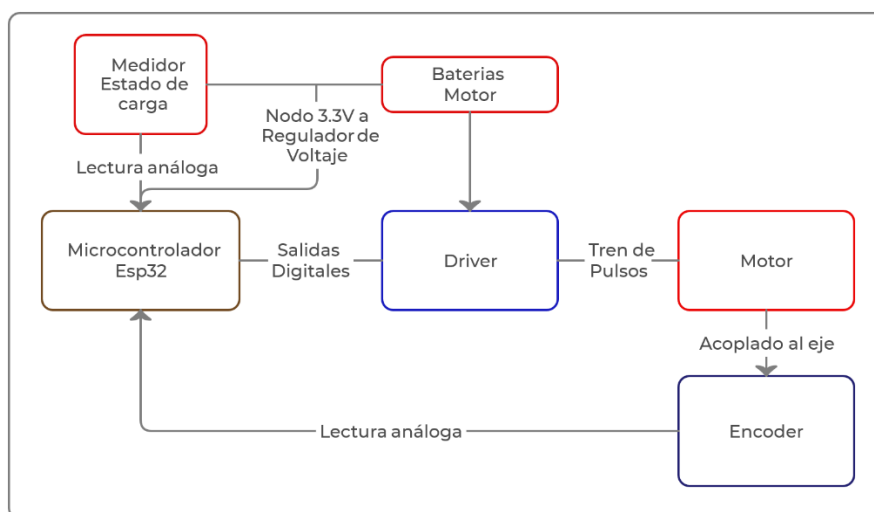 Medidor
Estado de
carga
Baterias
Motor
Nodo 3.3V a
Regulador de
Voltaje
Lectura análoga
Microcontrolador
Esp32
Salidas
Digitales
Driver
Tren de
Pulsos
Motor
Acoplado al eje
Lectura análoga
Encoder